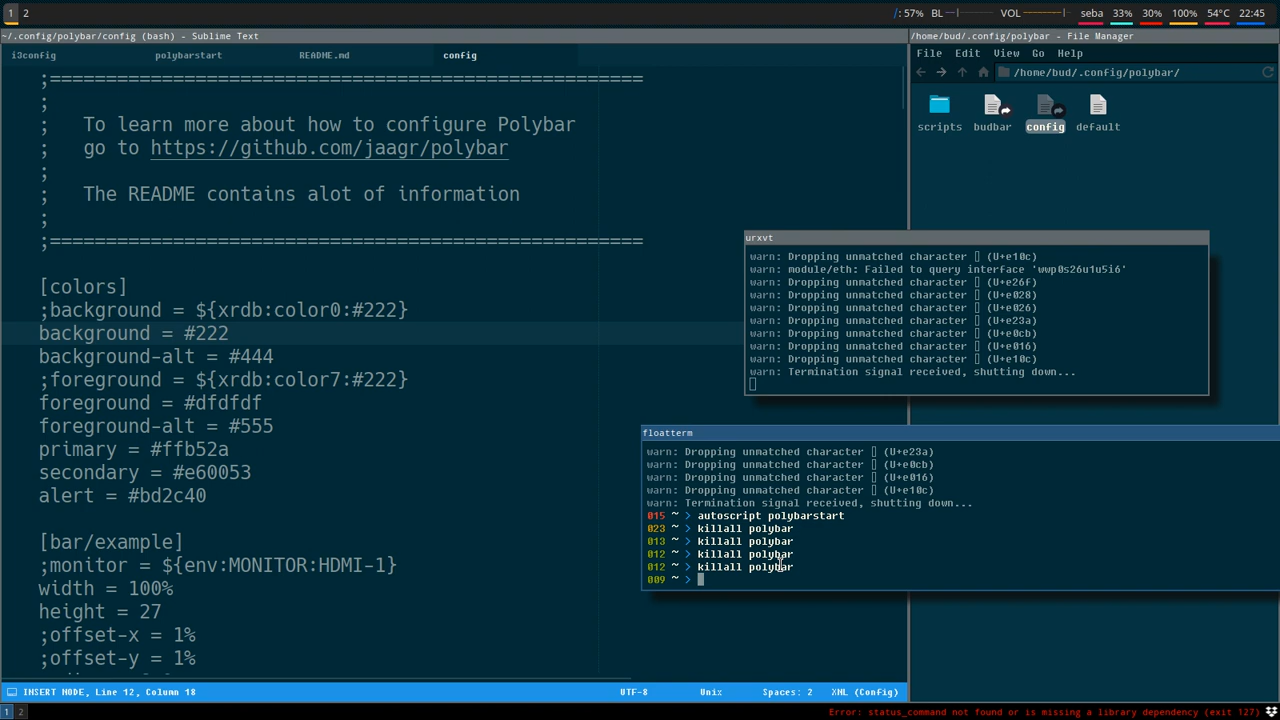 1 2 /: 57% BL VOL seba 33% 30% 100% 54°C 22:45
~/.config/polybar/config (bash) - Sublime Text
i3config polybarstart README.md config
;=====================================================
;
;   To learn more about how to configure Polybar
;   go to https://github.com/jaagr/polybar
;
;   The README contains alot of information
;
;=====================================================
[colors]
;background = ${xrdb:color0:#222}
background = #222
background-alt = #444
;foreground = ${xrdb:color7:#222}
foreground = #dfdfdf
foreground-alt = #555
primary = #ffb52a
secondary = #e60053
alert = #bd2c40
[bar/example]
;monitor = ${env:MONITOR:HDMI-1}
width = 100%
height = 27
;offset-x = 1%
;offset-y = 1%
INSERT MODE, Line 12, Column 18 UTF-8 Unix Spaces: 2 XNL (Config)
/home/bud/.config/polybar - File Manager
File Edit View Go Help
/home/bud/.config/polybar/
scripts budbar config default
urxvt
warn: Dropping unmatched character ▯ (U+e10c)
warn: module/eth: Failed to query interface 'wwp0s26u1u5i6'
warn: Dropping unmatched character ▯ (U+e26f)
warn: Dropping unmatched character ▯ (U+e028)
warn: Dropping unmatched character ▯ (U+e026)
warn: Dropping unmatched character ▯ (U+e23a)
warn: Dropping unmatched character ▯ (U+e0cb)
warn: Dropping unmatched character ▯ (U+e016)
warn: Dropping unmatched character ▯ (U+e10c)
warn: Termination signal received, shutting down...
floatterm
warn: Dropping unmatched character ▯ (U+e23a)
warn: Dropping unmatched character ▯ (U+e0cb)
warn: Dropping unmatched character ▯ (U+e016)
warn: Dropping unmatched character ▯ (U+e10c)
warn: Termination signal received, shutting down...
015 ~ > autoscript polybarstart
023 ~ > killall polybar
013 ~ > killall polybar
012 ~ > killall polybar
012 ~ > killall polybar
009 ~ >
1 2 Error: status_command not found or is missing a library dependency (exit 127)